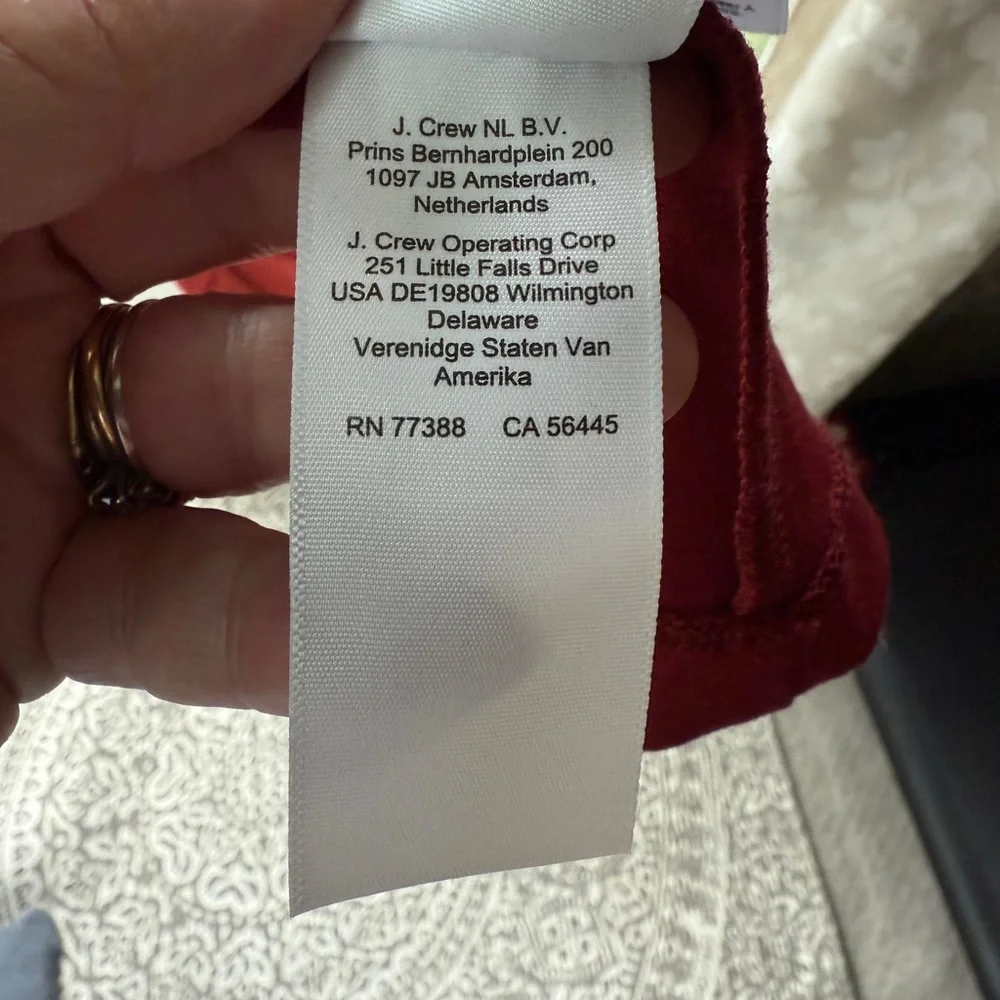 J. Crew NL B.V.
Prins Bernhardplein 200
1097 JB Amsterdam,
Netherlands
J. Crew Operating Corp
251 Little Falls Drive
USA DE19808 Wilmington
Delaware
Verenidge Staten Van
Amerika
RN 77388 CA 56445